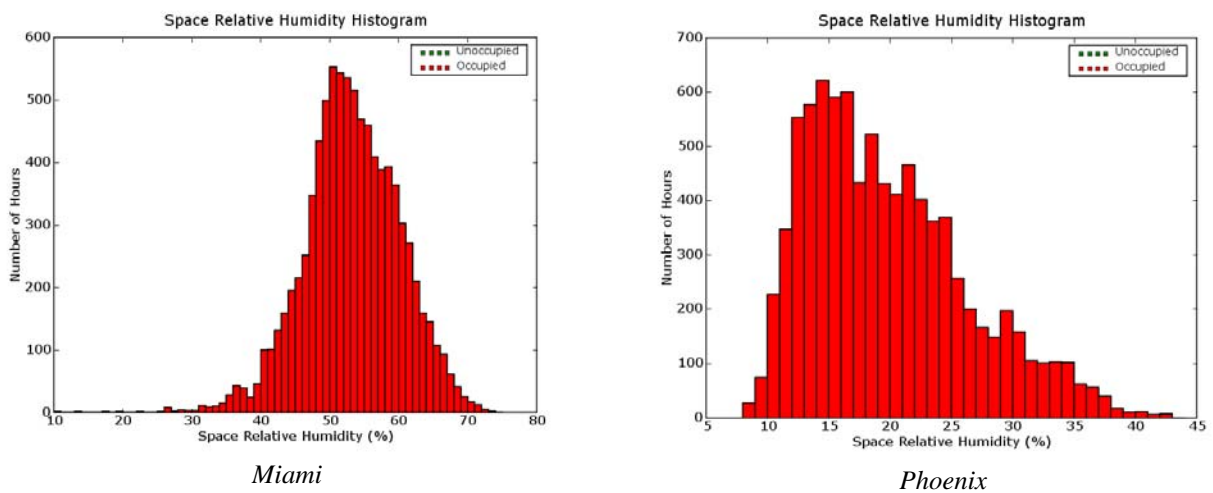 Space Relative Humidity Histogram
600
500
400
300
200
100
0
Number of Hours
Unoccupied
Occupied
10 20 30 40 50 60 70 80
Space Relative Humidity (%)
Miami
Space Relative Humidity Histogram
700
600
500
400
300
200
100
0
Number of Hours
Unoccupied
Occupied
5 10 15 20 25 30 35 40 45
Space Relative Humidity (%)
Phoenix